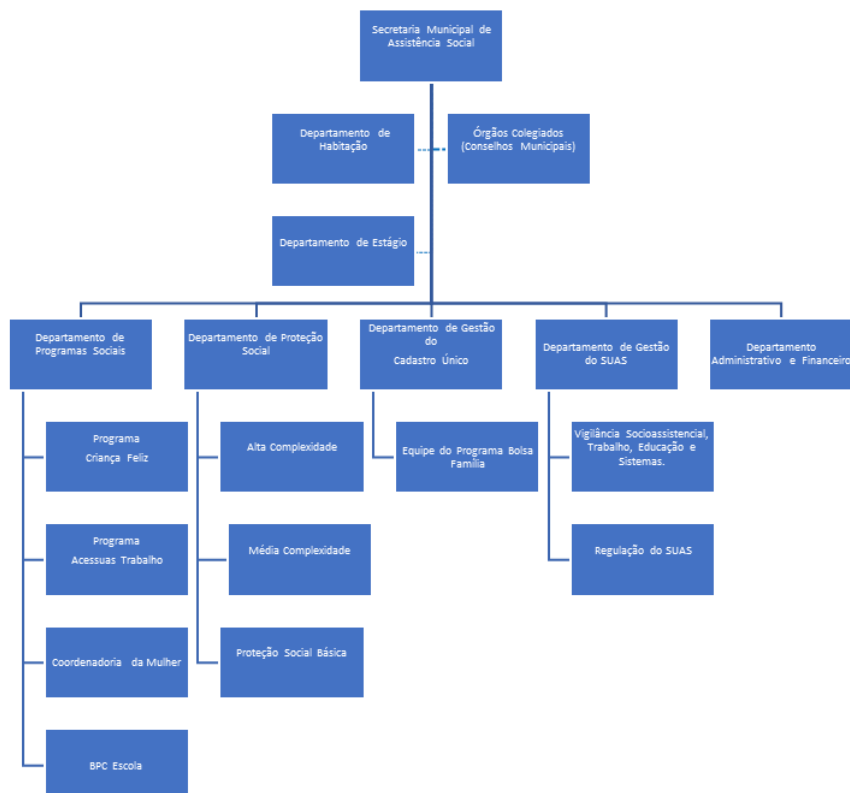 Secretaria Municipal de
Assistência Social
Departamento de
Habitação
Órgãos Colegiados
(Conselhos Municipais)
Departamento de Estágio
Departamento de
Programas Sociais
Departamento de Proteção
Social
Departamento de Gestão
do
Cadastro Único
Departamento de Gestão
do SUAS
Departamento
Administrativo e Financeiro
Programa
Criança Feliz
Alta Complexidade
Equipe do Programa Bolsa
Família
Vigilância Socioassistencial,
Trabalho, Educação e
Sistemas.
Programa
Acessuas Trabalho
Média Complexidade
Regulação do SUAS
Coordenadoria da Mulher
Proteção Social Básica
BPC Escola